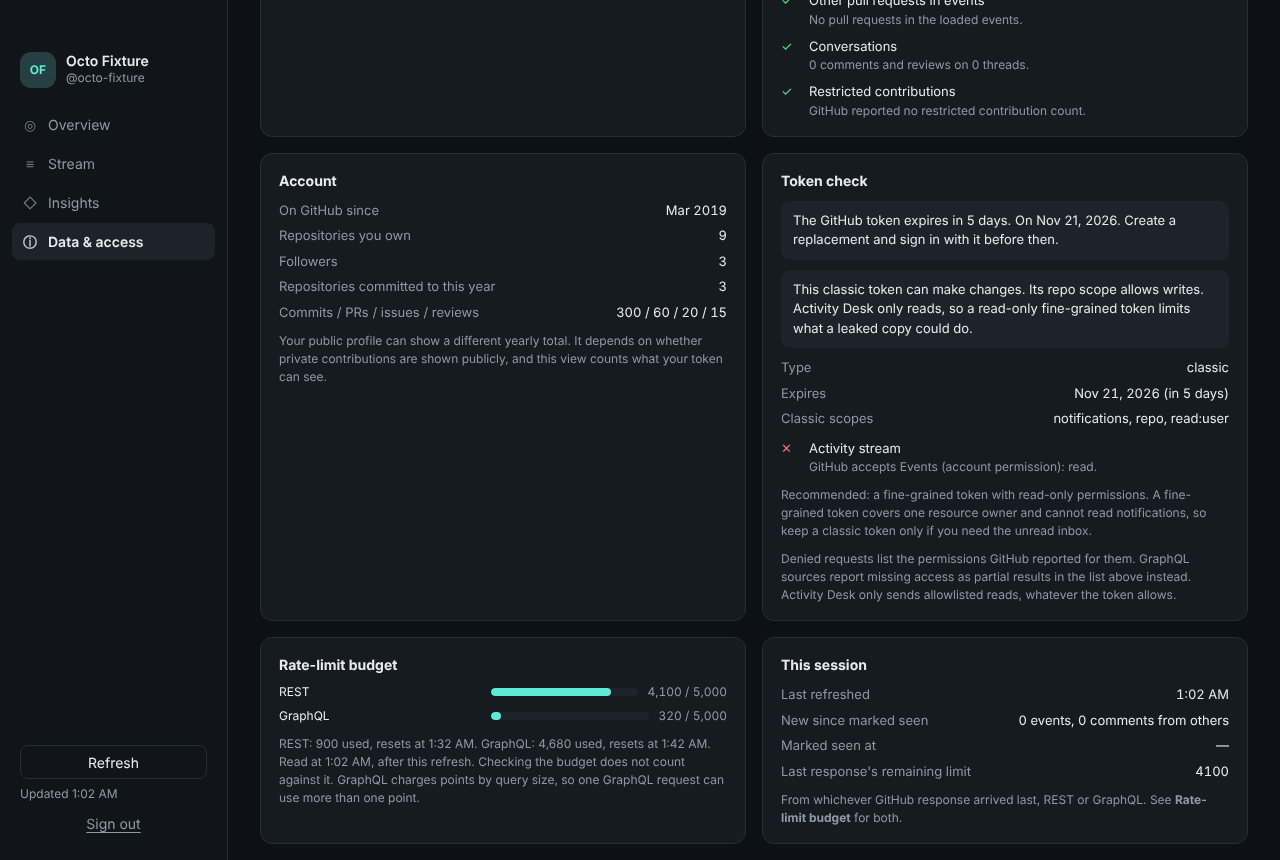 OF
Octo Fixture
@octo-fixture
Overview
Stream
Insights
Data & access
Refresh
Updated 1:02 AM
Sign out
Other pull requests in events
No pull requests in the loaded events.
Conversations
0 comments and reviews on 0 threads.
Restricted contributions
GitHub reported no restricted contribution count.
Account
On GitHub since Mar 2019
Repositories you own 9
Followers 3
Repositories committed to this year 3
Commits / PRs / issues / reviews 300 / 60 / 20 / 15
Your public profile can show a different yearly total. It depends on whether
private contributions are shown publicly, and this view counts what your token
can see.
Token check
The GitHub token expires in 5 days. On Nov 21, 2026. Create a
replacement and sign in with it before then.
This classic token can make changes. Its repo scope allows writes.
Activity Desk only reads, so a read-only fine-grained token limits
what a leaked copy could do.
Type classic
Expires Nov 21, 2026 (in 5 days)
Classic scopes notifications, repo, read:user
Activity stream
GitHub accepts Events (account permission): read.
Recommended: a fine-grained token with read-only permissions. A fine-
grained token covers one resource owner and cannot read notifications, so
keep a classic token only if you need the unread inbox.
Denied requests list the permissions GitHub reported for them. GraphQL
sources report missing access as partial results in the list above instead.
Activity Desk only sends allowlisted reads, whatever the token allows.
Rate-limit budget
REST 4,100 / 5,000
GraphQL 320 / 5,000
REST: 900 used, resets at 1:32 AM. GraphQL: 4,680 used, resets at 1:42 AM.
Read at 1:02 AM, after this refresh. Checking the budget does not count
against it. GraphQL charges points by query size, so one GraphQL request can
use more than one point.
This session
Last refreshed 1:02 AM
New since marked seen 0 events, 0 comments from others
Marked seen at —
Last response's remaining limit 4100
From whichever GitHub response arrived last, REST or GraphQL. See Rate-
limit budget for both.